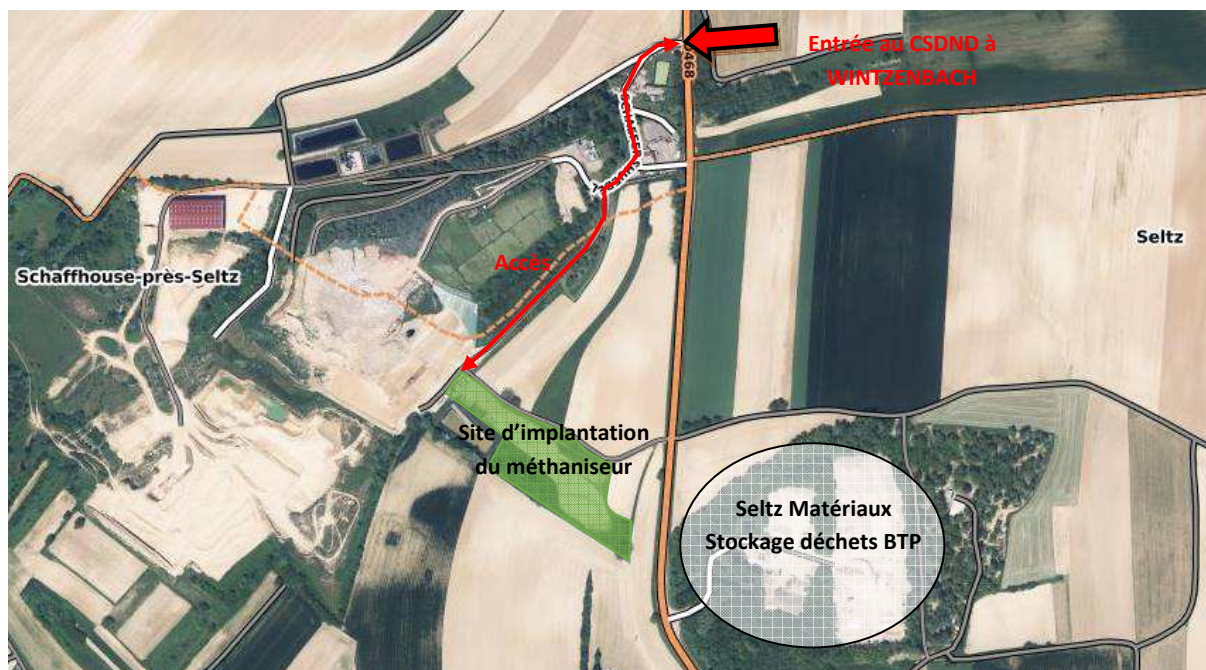 Entrée au CSDND à
WINTZENBACH
D468
Seltz
Accès
Schaffhouse-près-Seltz
Site d'implantation
du méthaniseur
Seltz Matériaux
Stockage déchets BTP